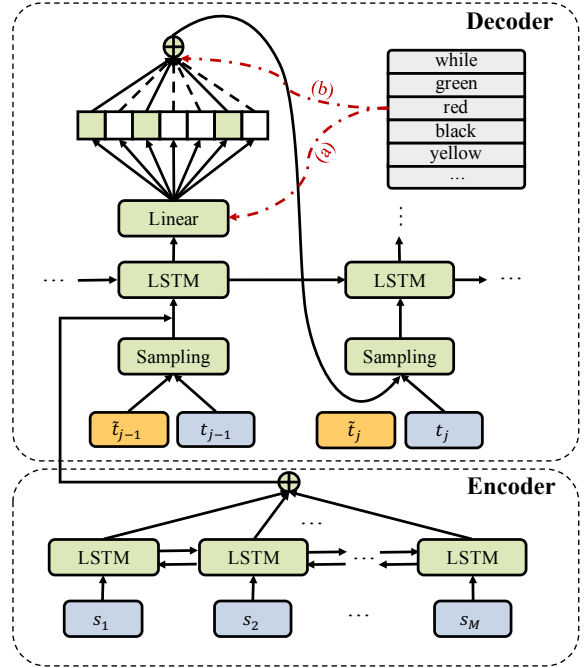 Decoder
while
green
red
black
yellow
...
(b)
(a)
Linear
...
... LSTM LSTM ...
Sampling Sampling
t̃_{j−1} t_{j−1} t̃_j t_j
Encoder
...
LSTM LSTM ... LSTM
s_1 s_2 ... s_M